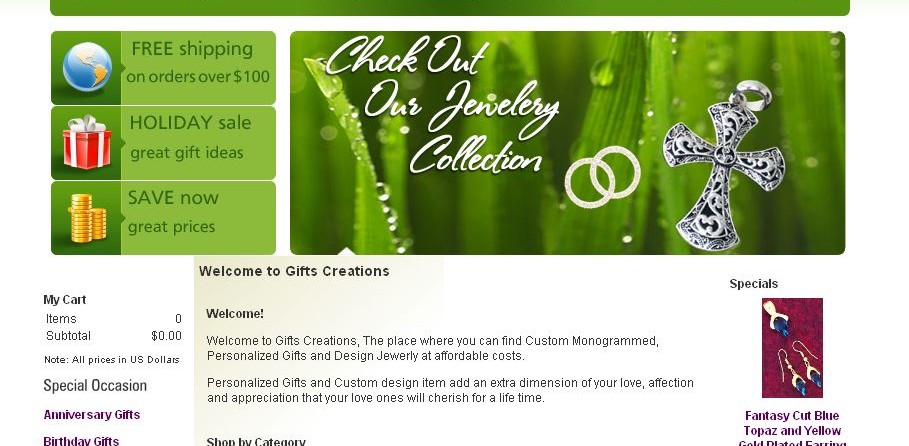 FREE shipping
on orders over $100
HOLIDAY sale
great gift ideas
SAVE now
great prices
Check Out
Our Jewelery
Collection
My Cart
Items 0
Subtotal $0.00
Note: All prices in US Dollars
Special Occasion
Anniversary Gifts
Birthday Gifts
Welcome to Gifts Creations
Welcome!
Welcome to Gifts Creations, The place where you can find Custom Monogrammed,
Personalized Gifts and Design Jewerly at affordable costs.
Personalized Gifts and Custom design item add an extra dimension of your love, affection
and appreciation that your love ones will cherish for a life time.
Shop by Category
Specials
Fantasy Cut Blue
Topaz and Yellow
Gold Plated Earring